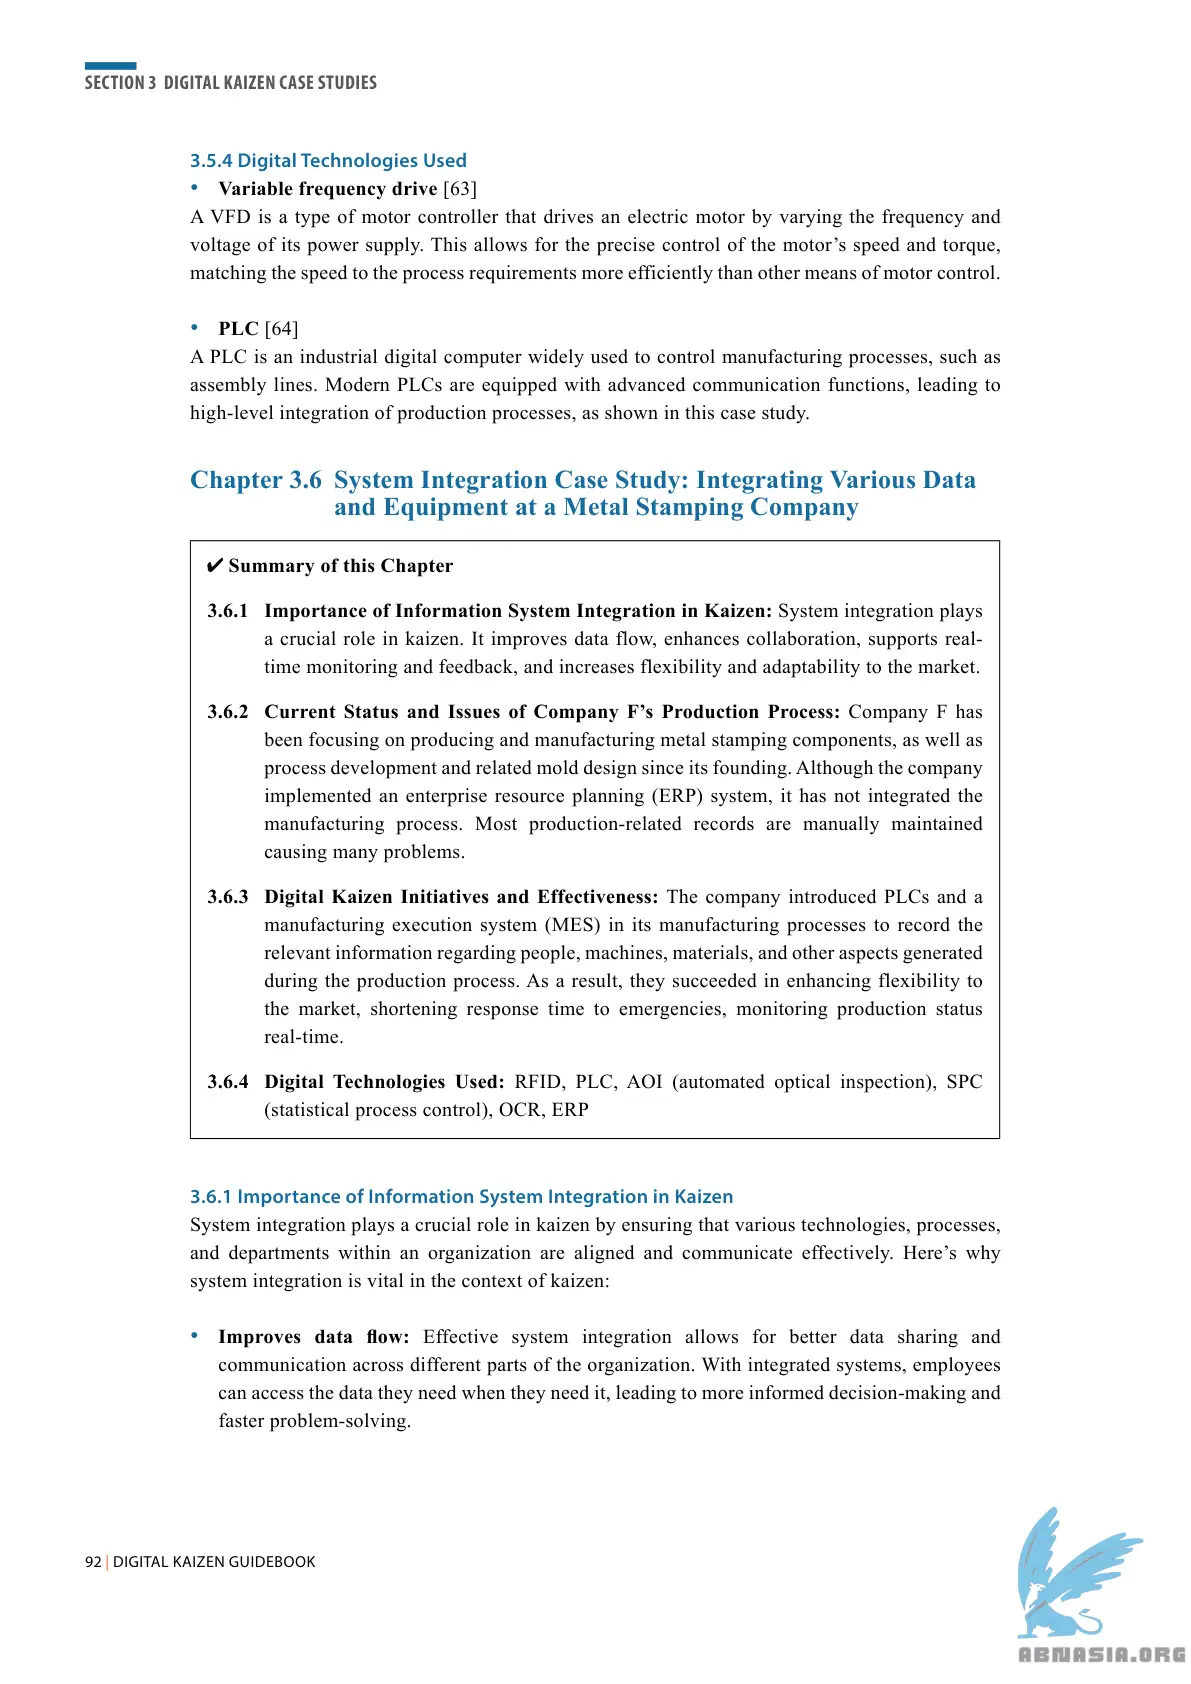 SECTION 3 DIGITAL KAIZEN CASE STUDIES
3.5.4 Digital Technologies Used
• Variable frequency drive [63]
A VFD is a type of motor controller that drives an electric motor by varying the frequency and
voltage of its power supply. This allows for the precise control of the motor’s speed and torque,
matching the speed to the process requirements more efficiently than other means of motor control.
• PLC [64]
A PLC is an industrial digital computer widely used to control manufacturing processes, such as
assembly lines. Modern PLCs are equipped with advanced communication functions, leading to
high-level integration of production processes, as shown in this case study.
Chapter 3.6 System Integration Case Study: Integrating Various Data
and Equipment at a Metal Stamping Company
✔ Summary of this Chapter
3.6.1 Importance of Information System Integration in Kaizen: System integration plays
a crucial role in kaizen. It improves data flow, enhances collaboration, supports real-
time monitoring and feedback, and increases flexibility and adaptability to the market.
3.6.2 Current Status and Issues of Company F’s Production Process: Company F has
been focusing on producing and manufacturing metal stamping components, as well as
process development and related mold design since its founding. Although the company
implemented an enterprise resource planning (ERP) system, it has not integrated the
manufacturing process. Most production-related records are manually maintained
causing many problems.
3.6.3 Digital Kaizen Initiatives and Effectiveness: The company introduced PLCs and a
manufacturing execution system (MES) in its manufacturing processes to record the
relevant information regarding people, machines, materials, and other aspects generated
during the production process. As a result, they succeeded in enhancing flexibility to
the market, shortening response time to emergencies, monitoring production status
real-time.
3.6.4 Digital Technologies Used: RFID, PLC, AOI (automated optical inspection), SPC
(statistical process control), OCR, ERP
3.6.1 Importance of Information System Integration in Kaizen
System integration plays a crucial role in kaizen by ensuring that various technologies, processes,
and departments within an organization are aligned and communicate effectively. Here’s why
system integration is vital in the context of kaizen:
• Improves data flow: Effective system integration allows for better data sharing and
communication across different parts of the organization. With integrated systems, employees
can access the data they need when they need it, leading to more informed decision-making and
faster problem-solving.
92 | DIGITAL KAIZEN GUIDEBOOK
ABNASIA.ORG